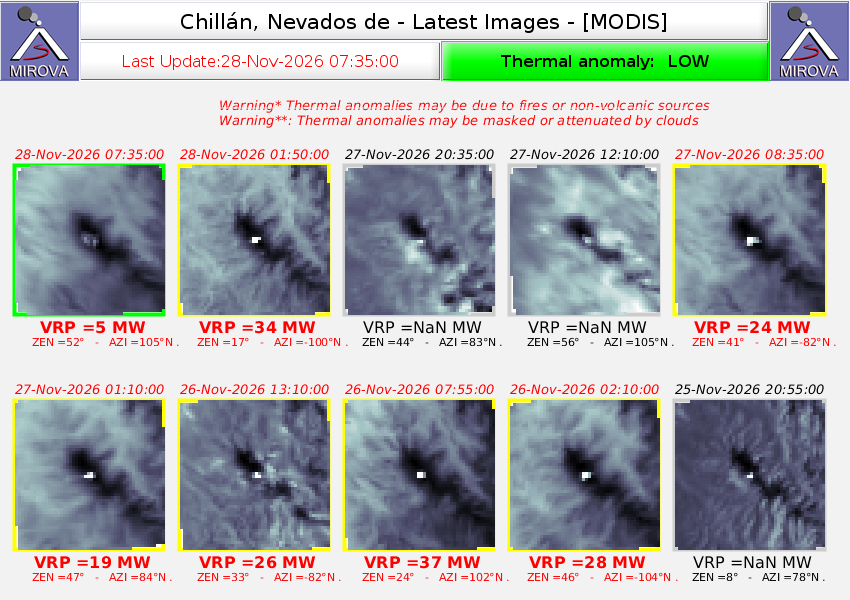 Chillán, Nevados de - Latest Images - [MODIS]
MIROVA
Last Update:28-Nov-2026 07:35:00
Thermal anomaly: LOW
MIROVA
Warning* Thermal anomalies may be due to fires or non-volcanic sources
Warning**: Thermal anomalies may be masked or attenuated by clouds
28-Nov-2026 07:35:00 28-Nov-2026 01:50:00 27-Nov-2026 20:35:00 27-Nov-2026 12:10:00 27-Nov-2026 08:35:00
VRP =5 MW VRP =34 MW VRP =NaN MW VRP =NaN MW VRP =24 MW
ZEN =52° - AZI =105°N . ZEN =17° - AZI =-100°N . ZEN =44° - AZI =83°N . ZEN =56° - AZI =105°N . ZEN =41° - AZI =-82°N .
27-Nov-2026 01:10:00 26-Nov-2026 13:10:00 26-Nov-2026 07:55:00 26-Nov-2026 02:10:00 25-Nov-2026 20:55:00
VRP =19 MW VRP =26 MW VRP =37 MW VRP =28 MW VRP =NaN MW
ZEN =47° - AZI =84°N . ZEN =33° - AZI =-82°N . ZEN =24° - AZI =102°N . ZEN =46° - AZI =-104°N . ZEN =8° - AZI =78°N .